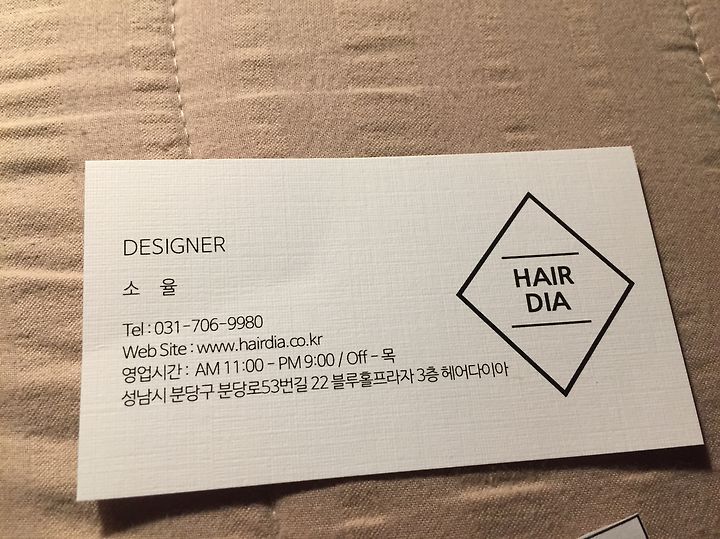 DESIGNER
소 율
Tel : 031-706-9980
Web Site : www.hairdia.co.kr
영업시간 : AM 11:00 - PM 9:00 / Off - 목
성남시 분당구 분당로53번길 22 블루홀프라자 3층 헤어다이아
HAIR
DIA